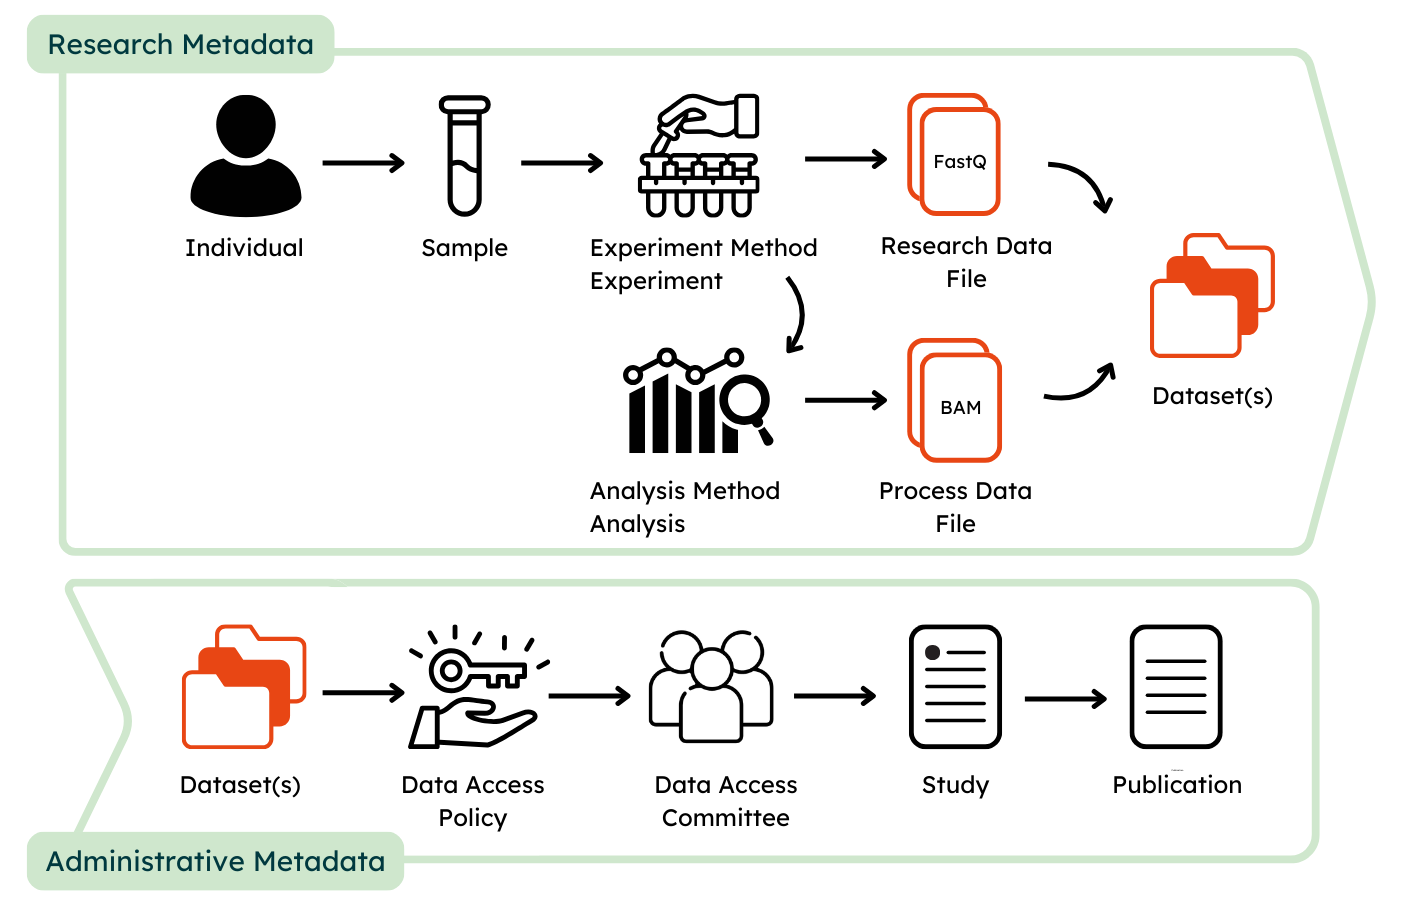 Research Metadata
Individual
Sample
Experiment Method
Experiment
FastQ
Research Data
File
Analysis Method
Analysis
BAM
Process Data
File
Dataset(s)
Dataset(s)
Data Access
Policy
Data Access
Committee
Study
Publication
Administrative Metadata